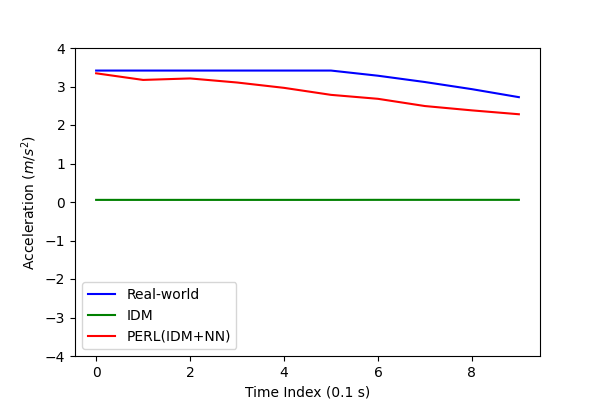 4
3
2
1
0
−1
−2
−3
−4
Acceleration (m/s²)
Real-world
IDM
PERL(IDM+NN)
0 2 4 6 8
Time Index (0.1 s)